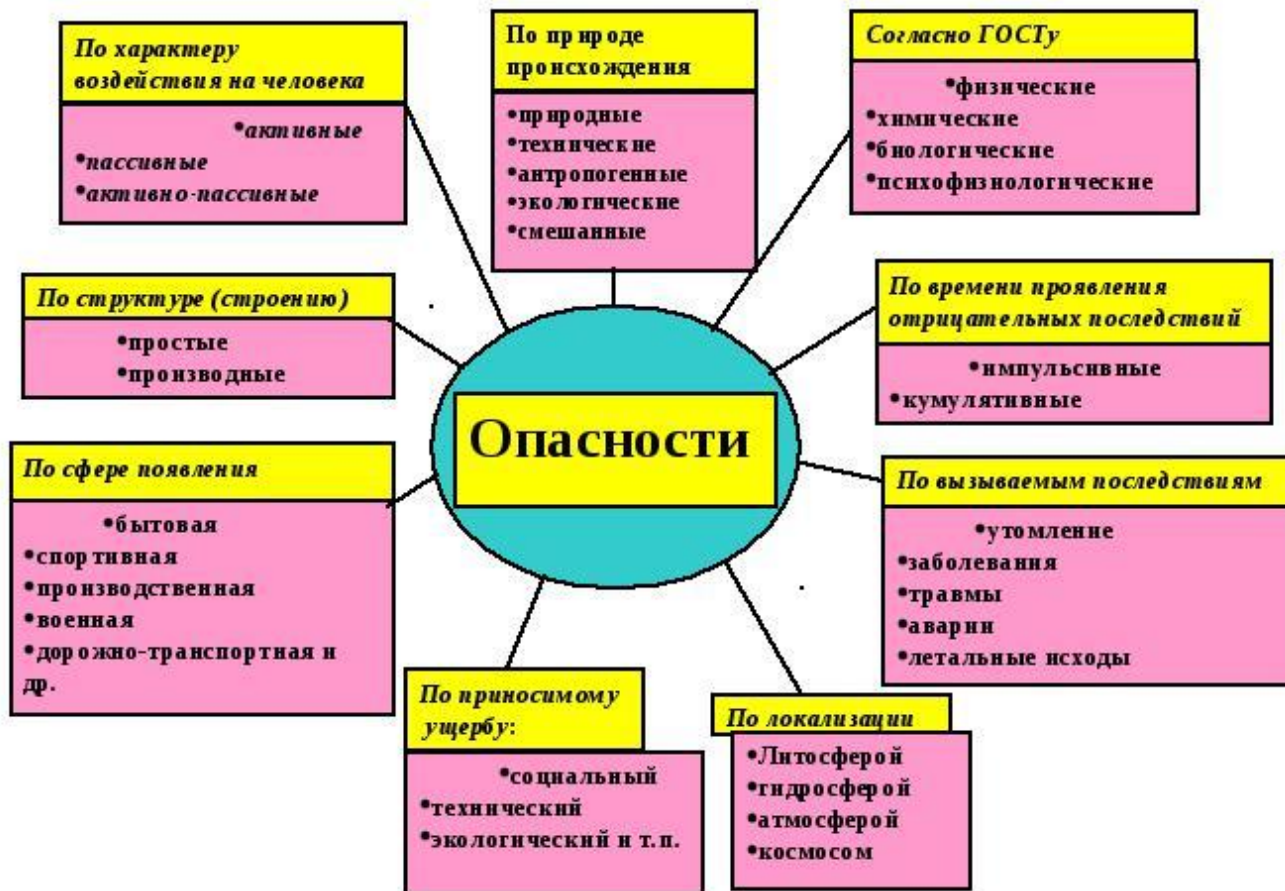 По характеру
воздействия на человека
•активные
•пассивные
•активно-пассивные
По природе
происхождения
•природные
•технические
•антропогенные
•экологические
•смешанные
Согласно ГОСТу
•физические
•химические
•биологические
•психофизиологические
По структуре (строению)
•простые
•производные
По времени проявления
отрицательных последствий
•импульсивные
•кумулятивные
Опасности
По сфере появления
•бытовая
•спортивная
•производственная
•военная
•дорожно-транспортная и
др.
По вызываемым последствиям
•утомление
•заболевания
•травмы
•аварии
•летальные исходы
По приносимому
ущербу:
•социальный
•технический
•экологический и т.п.
По локализации
•Литосферой
•гидросферой
•атмосферой
•космосом